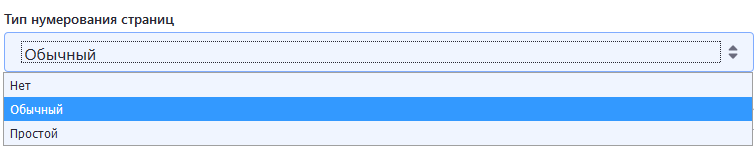 Тип нумерования страниц
Обычный
Нет
Обычный
Простой